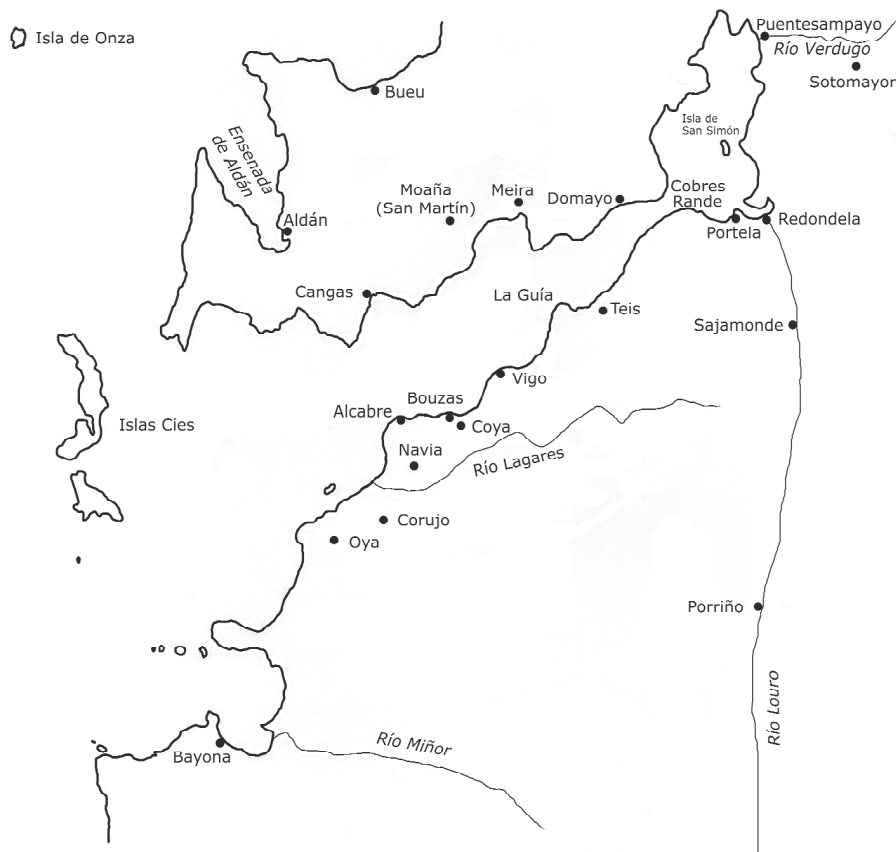 Puentesampayo
Río Verdugo
Isla de Onza
Sotomayor
Bueu
Isla de
San Simón
Ensenada
de Aldán
Moaña
(San Martín)
Meira
Domayo
Cobres
Rande
Aldán
Portela
Redondela
Cangas
La Guía
Teis
Sajamonde
Vigo
Bouzas
Alcabre
Islas Cíes
Coya
Navia
Río Lagares
Corujo
Oya
Porriño
Río Louro
Río Miñor
Bayona